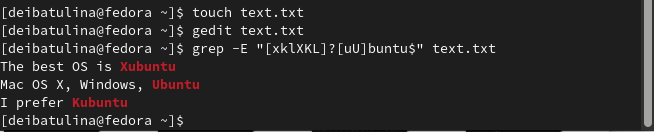 [deibatulina@fedora ~]$ touch text.txt
[deibatulina@fedora ~]$ gedit text.txt
[deibatulina@fedora ~]$ grep -E "[xklXKL]?[uU]buntu$" text.txt
The best OS is Xubuntu
Mac OS X, Windows, Ubuntu
I prefer Kubuntu
[deibatulina@fedora ~]$